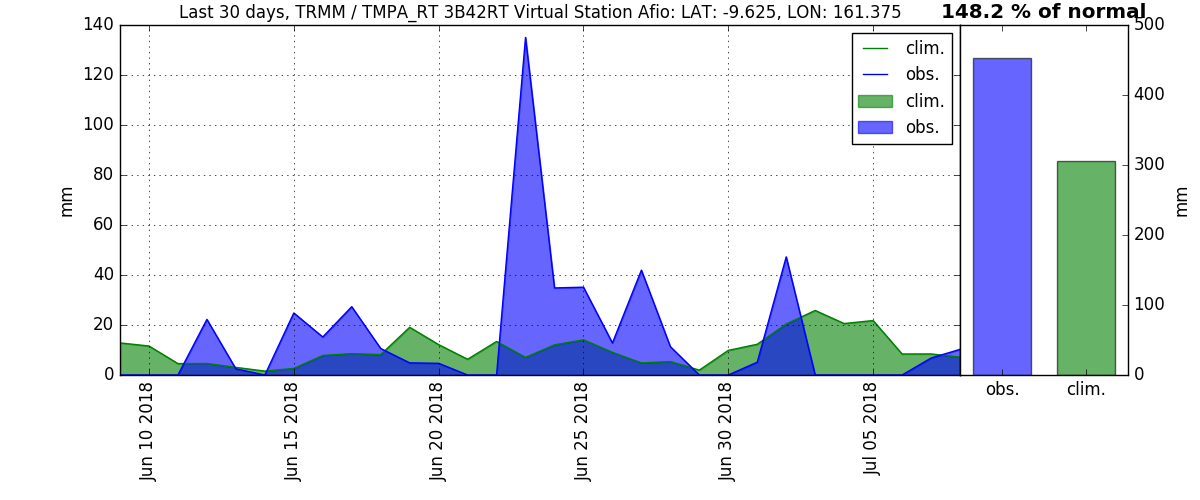 Last 30 days, TRMM / TMPA_RT 3B42RT Virtual Station Afio: LAT: -9.625, LON: 161.375
148.2 % of normal
140
120
100
80
60
40
20
0
mm
clim.
obs.
clim.
obs.
Jun 10 2018
Jun 15 2018
Jun 20 2018
Jun 25 2018
Jun 30 2018
Jul 05 2018
500
400
300
200
100
0
mm
obs.
clim.